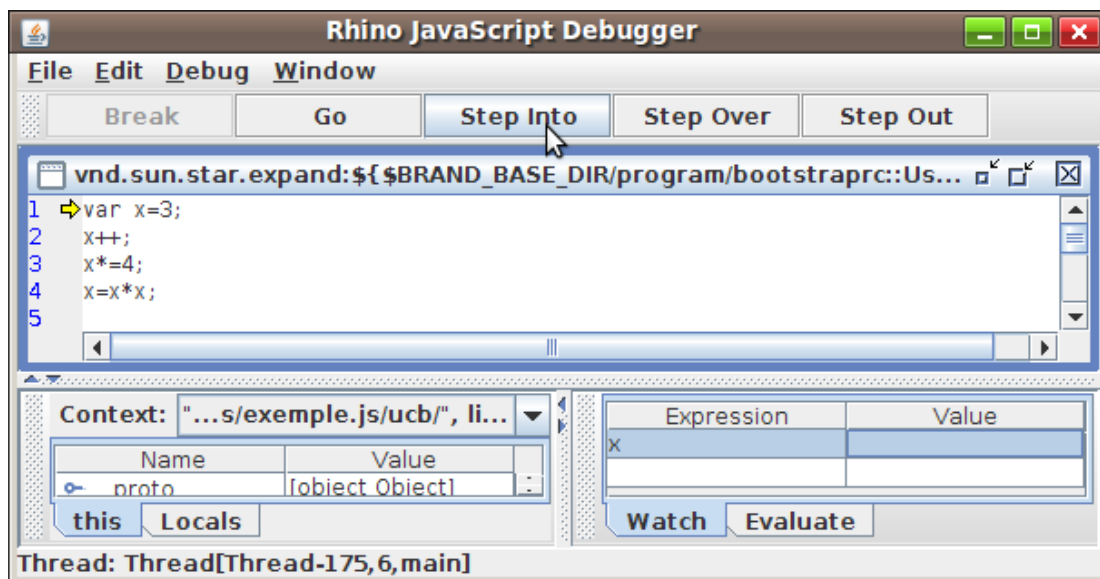 Rhino JavaScript Debugger
File Edit Debug Window
Break Go Step Into Step Over Step Out
vnd.sun.star.expand:${$BRAND_BASE_DIR/program/bootstraprc::Us...
1 var x=3;
2 x++;
3 x*=4;
4 x=x*x;
5
Context: "...s/exemple.js/ucb/", li...
Name Value
proto [object Object]
this Locals
Expression Value
x
Watch Evaluate
Thread: Thread[Thread-175,6,main]